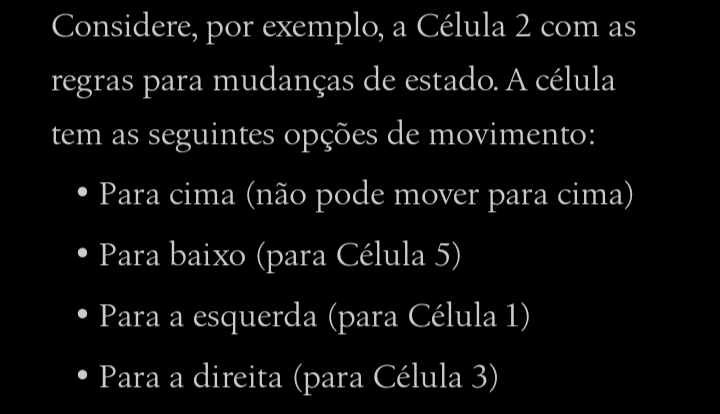 Considere, por exemplo, a Célula 2 com as
regras para mudanças de estado. A célula
tem as seguintes opções de movimento:
• Para cima (não pode mover para cima)
• Para baixo (para Célula 5)
• Para a esquerda (para Célula 1)
• Para a direita (para Célula 3)